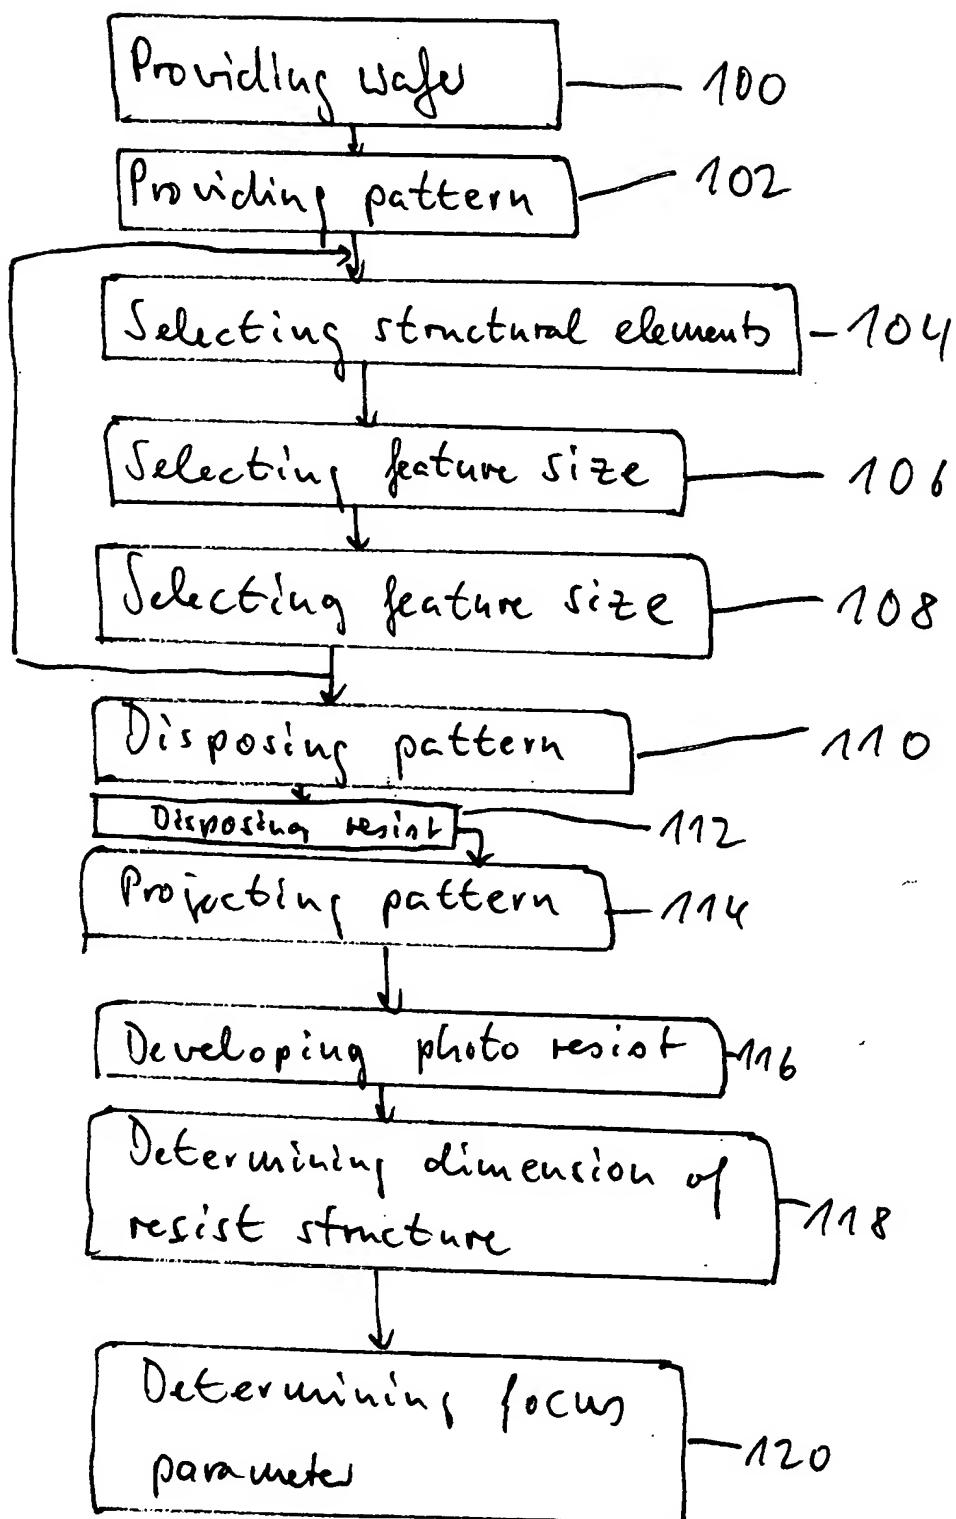 Providing wafer
100
Providing pattern
102
Selecting structural elements
104
Selecting feature size
106
Selecting feature size
108
Disposing pattern
110
Disposing resist
112
Projecting pattern
114
Developing photo resist
116
Determining dimension of
resist structure
118
Determining focus
parameter
120